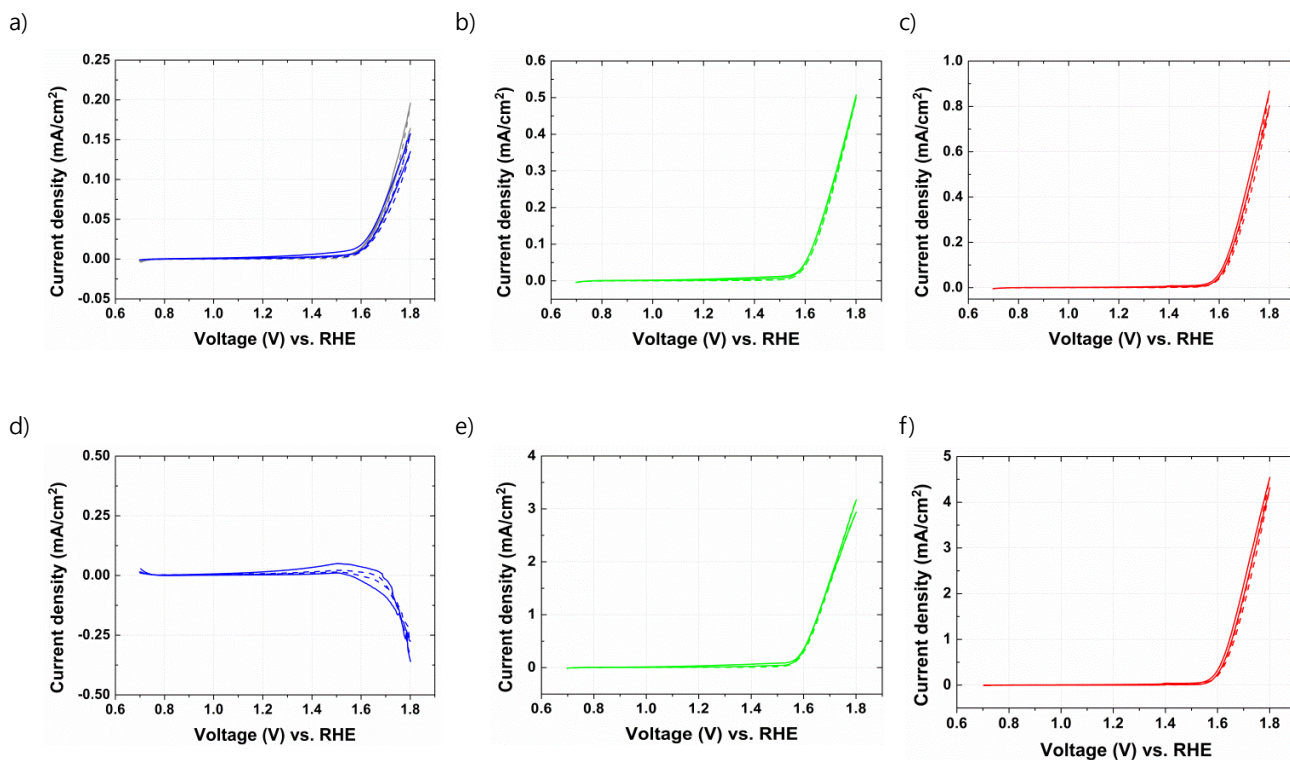 a)
0.25
0.20
0.15
0.10
0.05
0.00
-0.05
Current density (mA/cm²)
0.6 0.8 1.0 1.2 1.4 1.6 1.8
Voltage (V) vs. RHE
b)
0.6
0.5
0.4
0.3
0.2
0.1
0.0
Current density (mA/cm²)
0.6 0.8 1.0 1.2 1.4 1.6 1.8
Voltage (V) vs. RHE
c)
1.0
0.8
0.6
0.4
0.2
0.0
Current density (mA/cm²)
0.6 0.8 1.0 1.2 1.4 1.6 1.8
Voltage (V) vs. RHE
d)
0.50
0.25
0.00
-0.25
-0.50
Current density (mA/cm²)
0.6 0.8 1.0 1.2 1.4 1.6 1.8
Voltage (V) vs. RHE
e)
4
3
2
1
0
Current density (mA/cm²)
0.6 0.8 1.0 1.2 1.4 1.6 1.8
Voltage (V) vs. RHE
f)
5
4
3
2
1
0
Current density (mA/cm²)
0.6 0.8 1.0 1.2 1.4 1.6 1.8
Voltage (V) vs. RHE